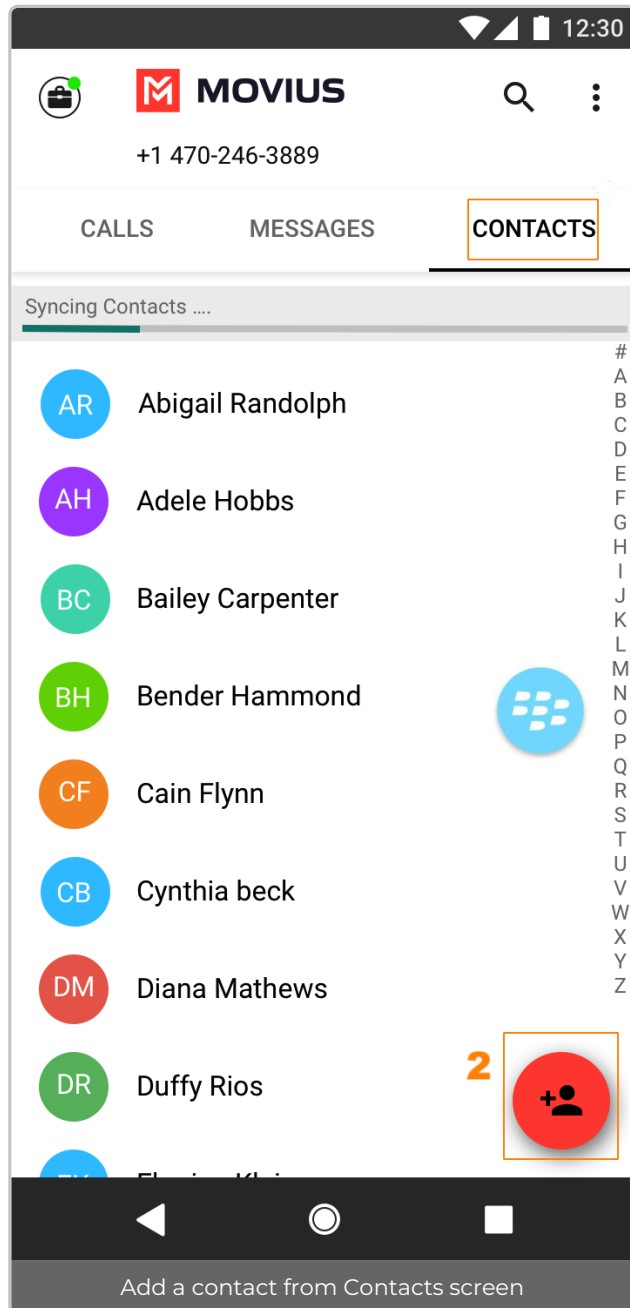 12:30
MOVIUS
+1 470-246-3889
CALLS MESSAGES CONTACTS
Syncing Contacts ....
#
A
B
C
D
E
F
G
H
I
J
K
L
M
N
O
P
Q
R
S
T
U
V
W
X
Y
Z
AR Abigail Randolph
AH Adele Hobbs
BC Bailey Carpenter
BH Bender Hammond
CF Cain Flynn
CB Cynthia beck
DM Diana Mathews
DR Duffy Rios
2
Add a contact from Contacts screen